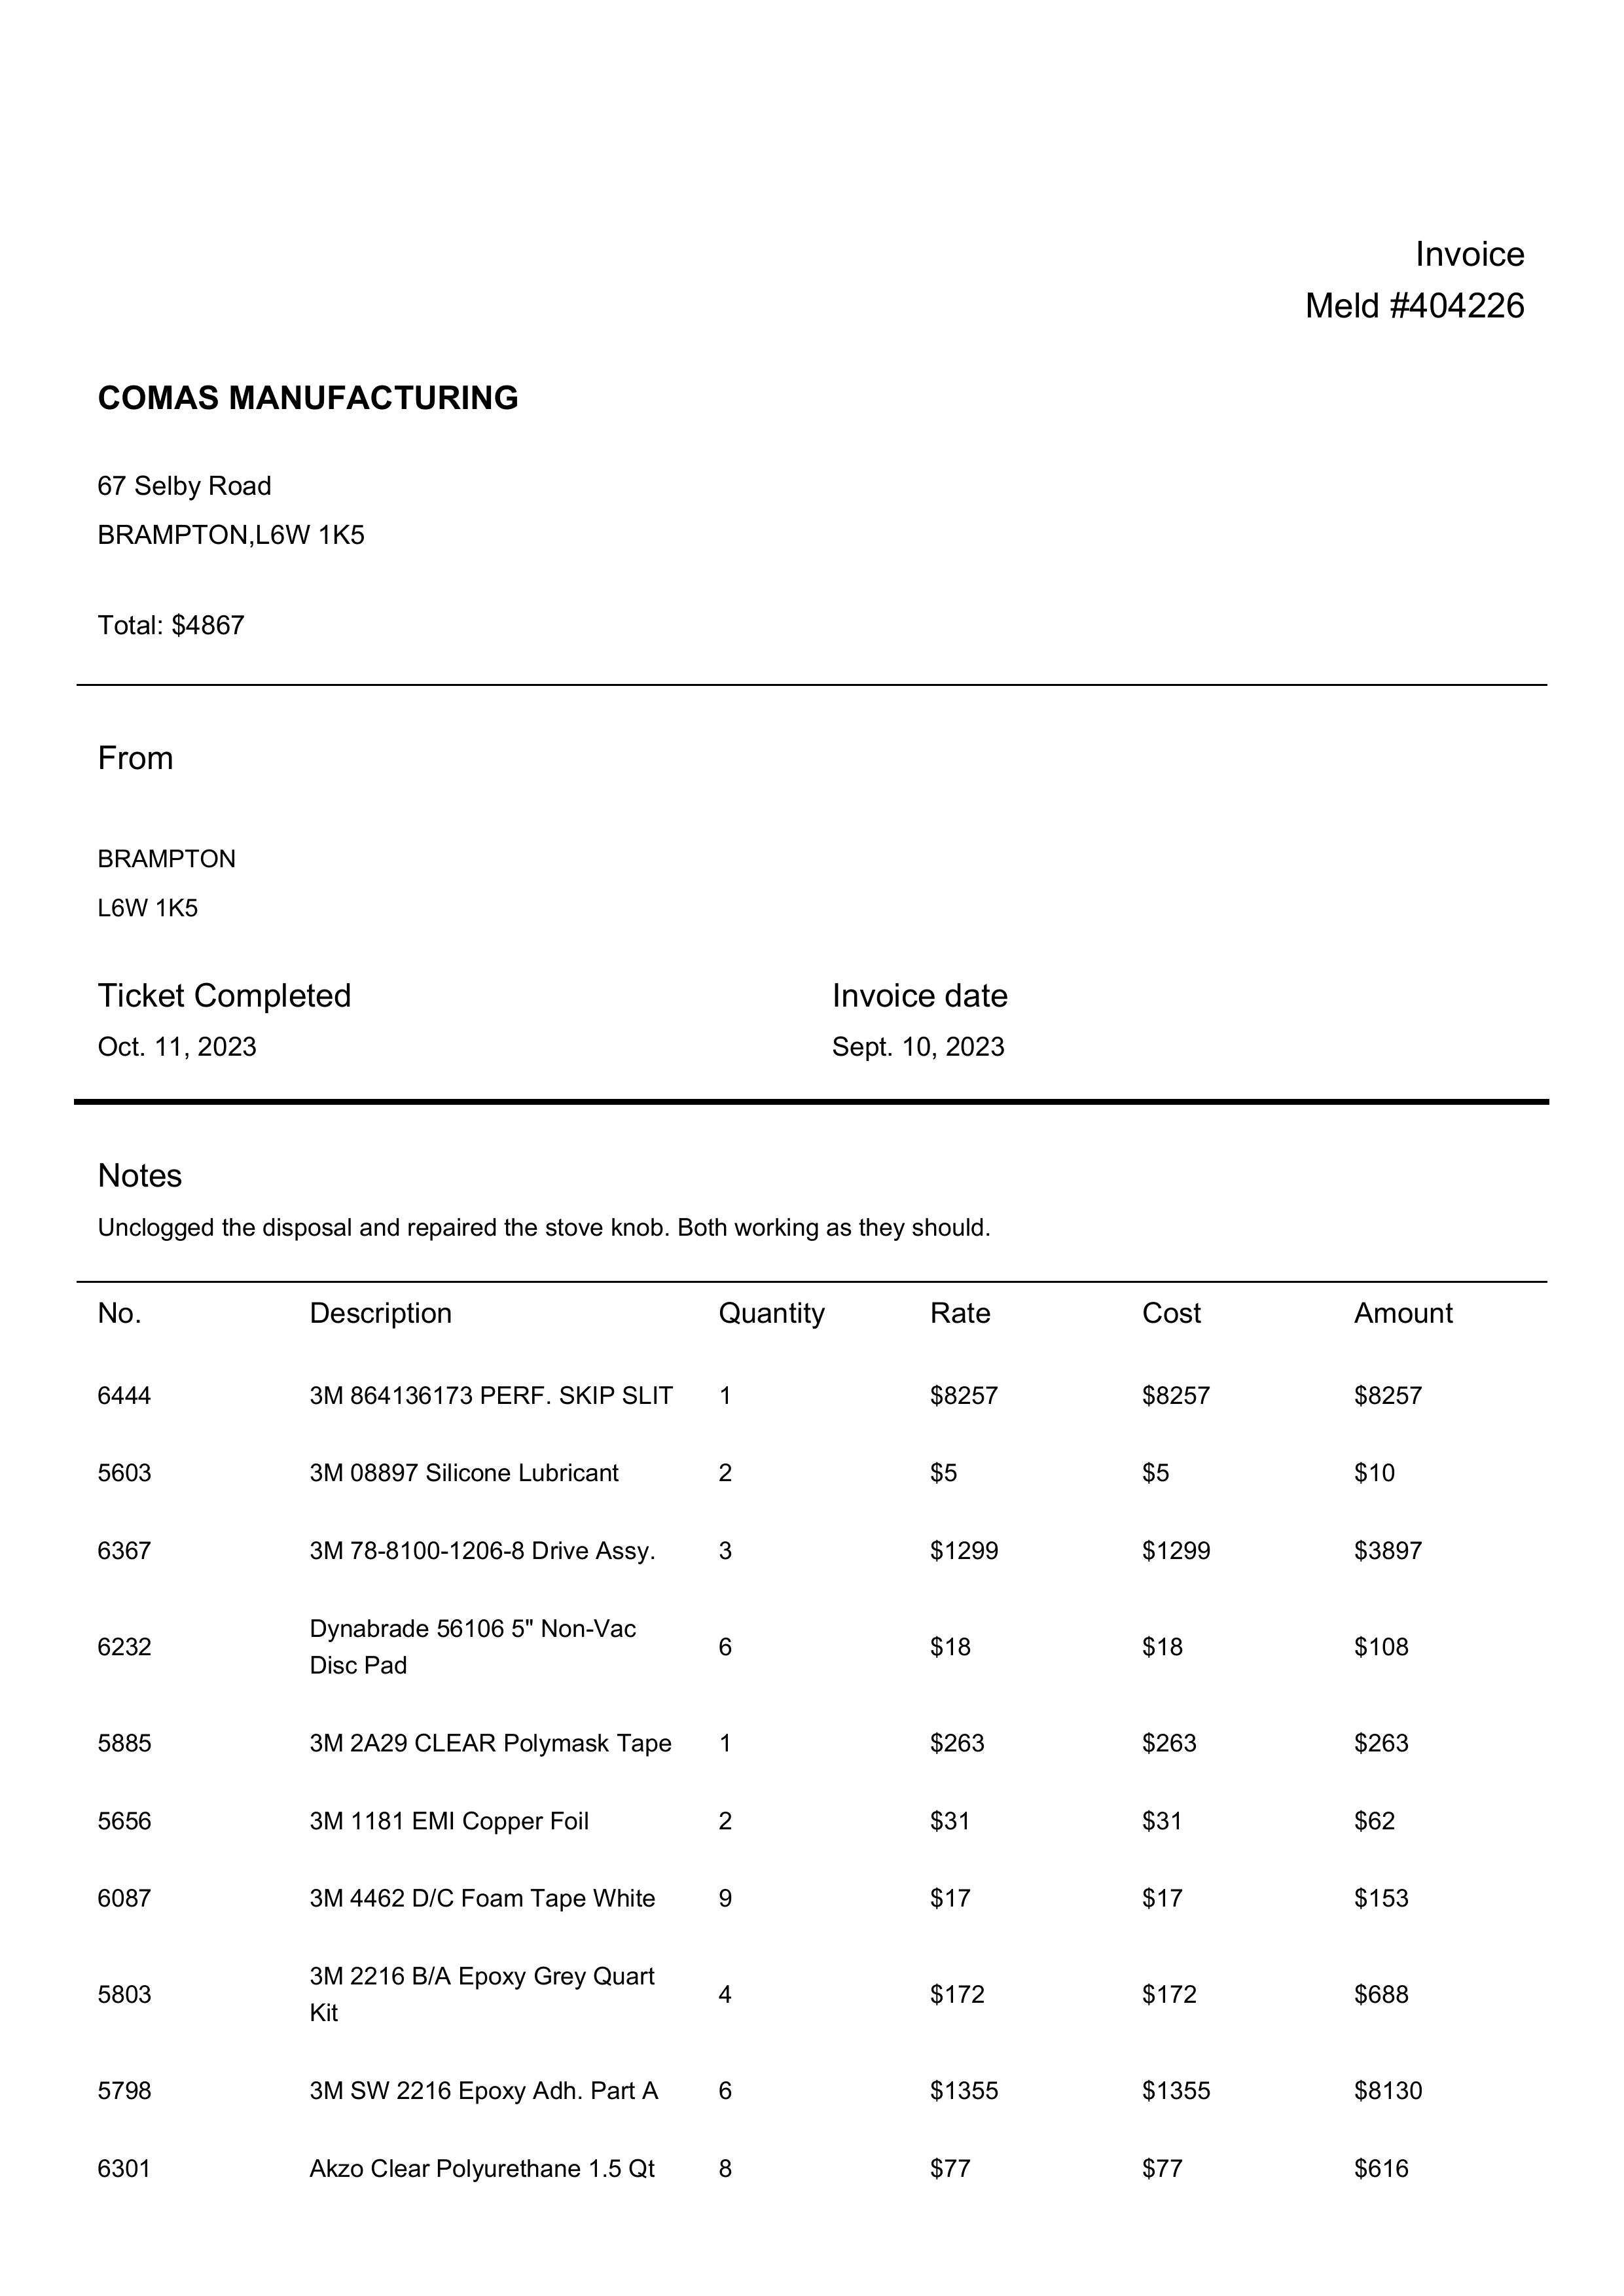 Invoice
Meld #404226
COMAS MANUFACTURING
67 Selby Road
BRAMPTON,L6W 1K5
Total: $4867
From
BRAMPTON
L6W 1K5
Ticket Completed Invoice date
Oct. 11, 2023 Sept. 10, 2023
Notes
Unclogged the disposal and repaired the stove knob. Both working as they should.
No. Description Quantity Rate Cost Amount
6444 3M 864136173 PERF. SKIP SLIT 1 $8257 $8257 $8257
5603 3M 08897 Silicone Lubricant 2 $5 $5 $10
6367 3M 78-8100-1206-8 Drive Assy. 3 $1299 $1299 $3897
Dynabrade 56106 5" Non-Vac
6232 6 $18 $18 $108
Disc Pad
5885 3M 2A29 CLEAR Polymask Tape 1 $263 $263 $263
5656 3M 1181 EMI Copper Foil 2 $31 $31 $62
6087 3M 4462 D/C Foam Tape White 9 $17 $17 $153
3M 2216 B/A Epoxy Grey Quart
5803 4 $172 $172 $688
Kit
5798 3M SW 2216 Epoxy Adh. Part A 6 $1355 $1355 $8130
6301 Akzo Clear Polyurethane 1.5 Qt 8 $77 $77 $616